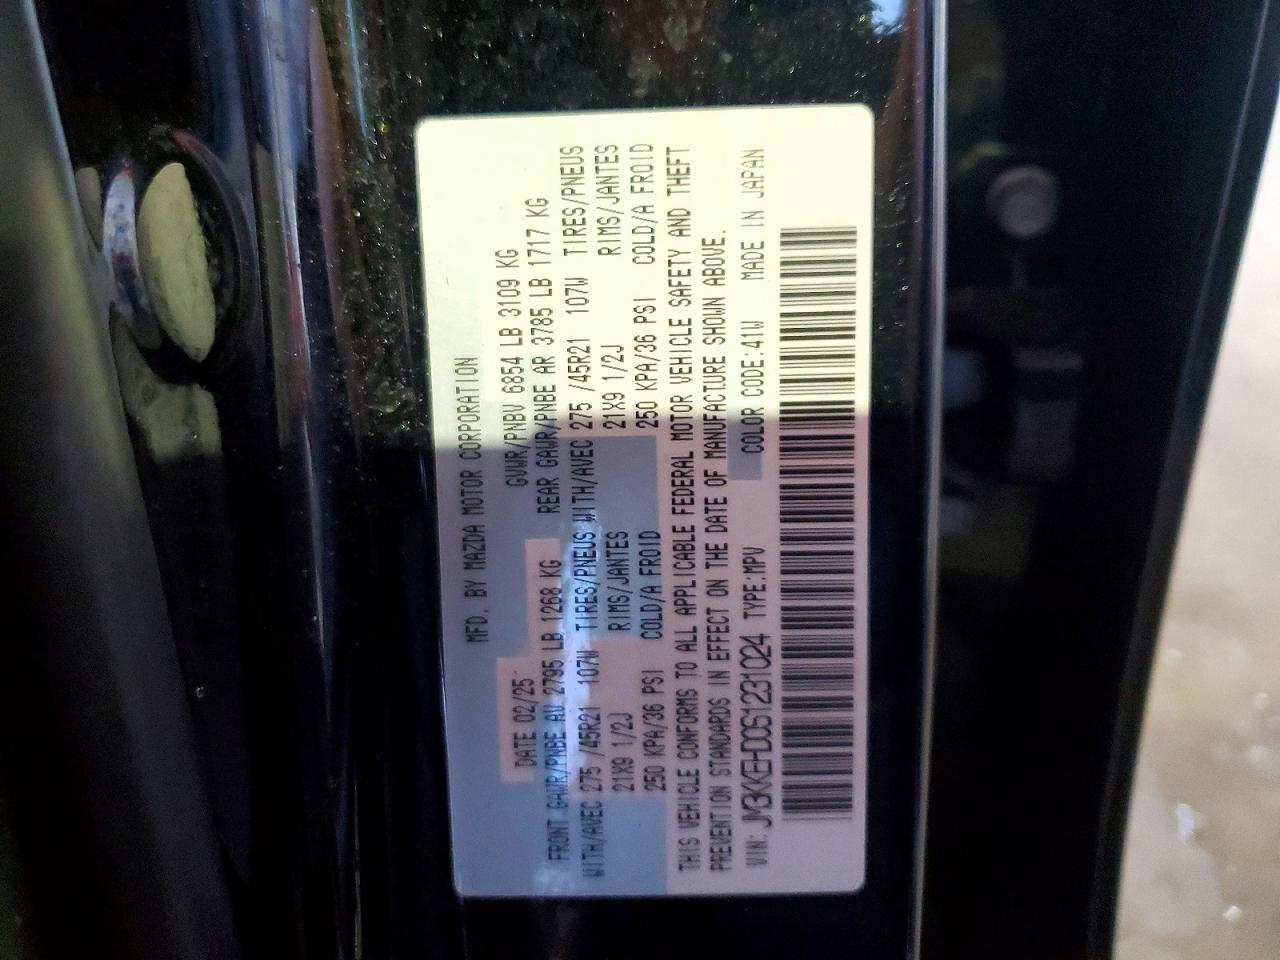 MFD. BY MAZDA MOTOR CORPORATION
DATE 02/25 GVWR/PNBV 6854 LB 3109 KG
FRONT GAWR/PNBE AV 2795 LB 1268 KG REAR GAWR/PNBE AR 3785 LB 1717 KG
WITH/AVEC 275 /45R21 107W TIRES/PNEUS WITH/AVEC 275 /45R21 107W TIRES/PNEUS
21X9 1/2J RIMS/JANTES 21X9 1/2J RIMS/JANTES
250 KPA/36 PSI COLD/A FROID 250 KPA/36 PSI COLD/A FROID
THIS VEHICLE CONFORMS TO ALL APPLICABLE FEDERAL MOTOR VEHICLE SAFETY AND THEFT
PREVENTION STANDARDS IN EFFECT ON THE DATE OF MANUFACTURE SHOWN ABOVE.
VIN: JM3KKEHD0S1231024 TYPE:MPV COLOR CODE:41W MADE IN JAPAN